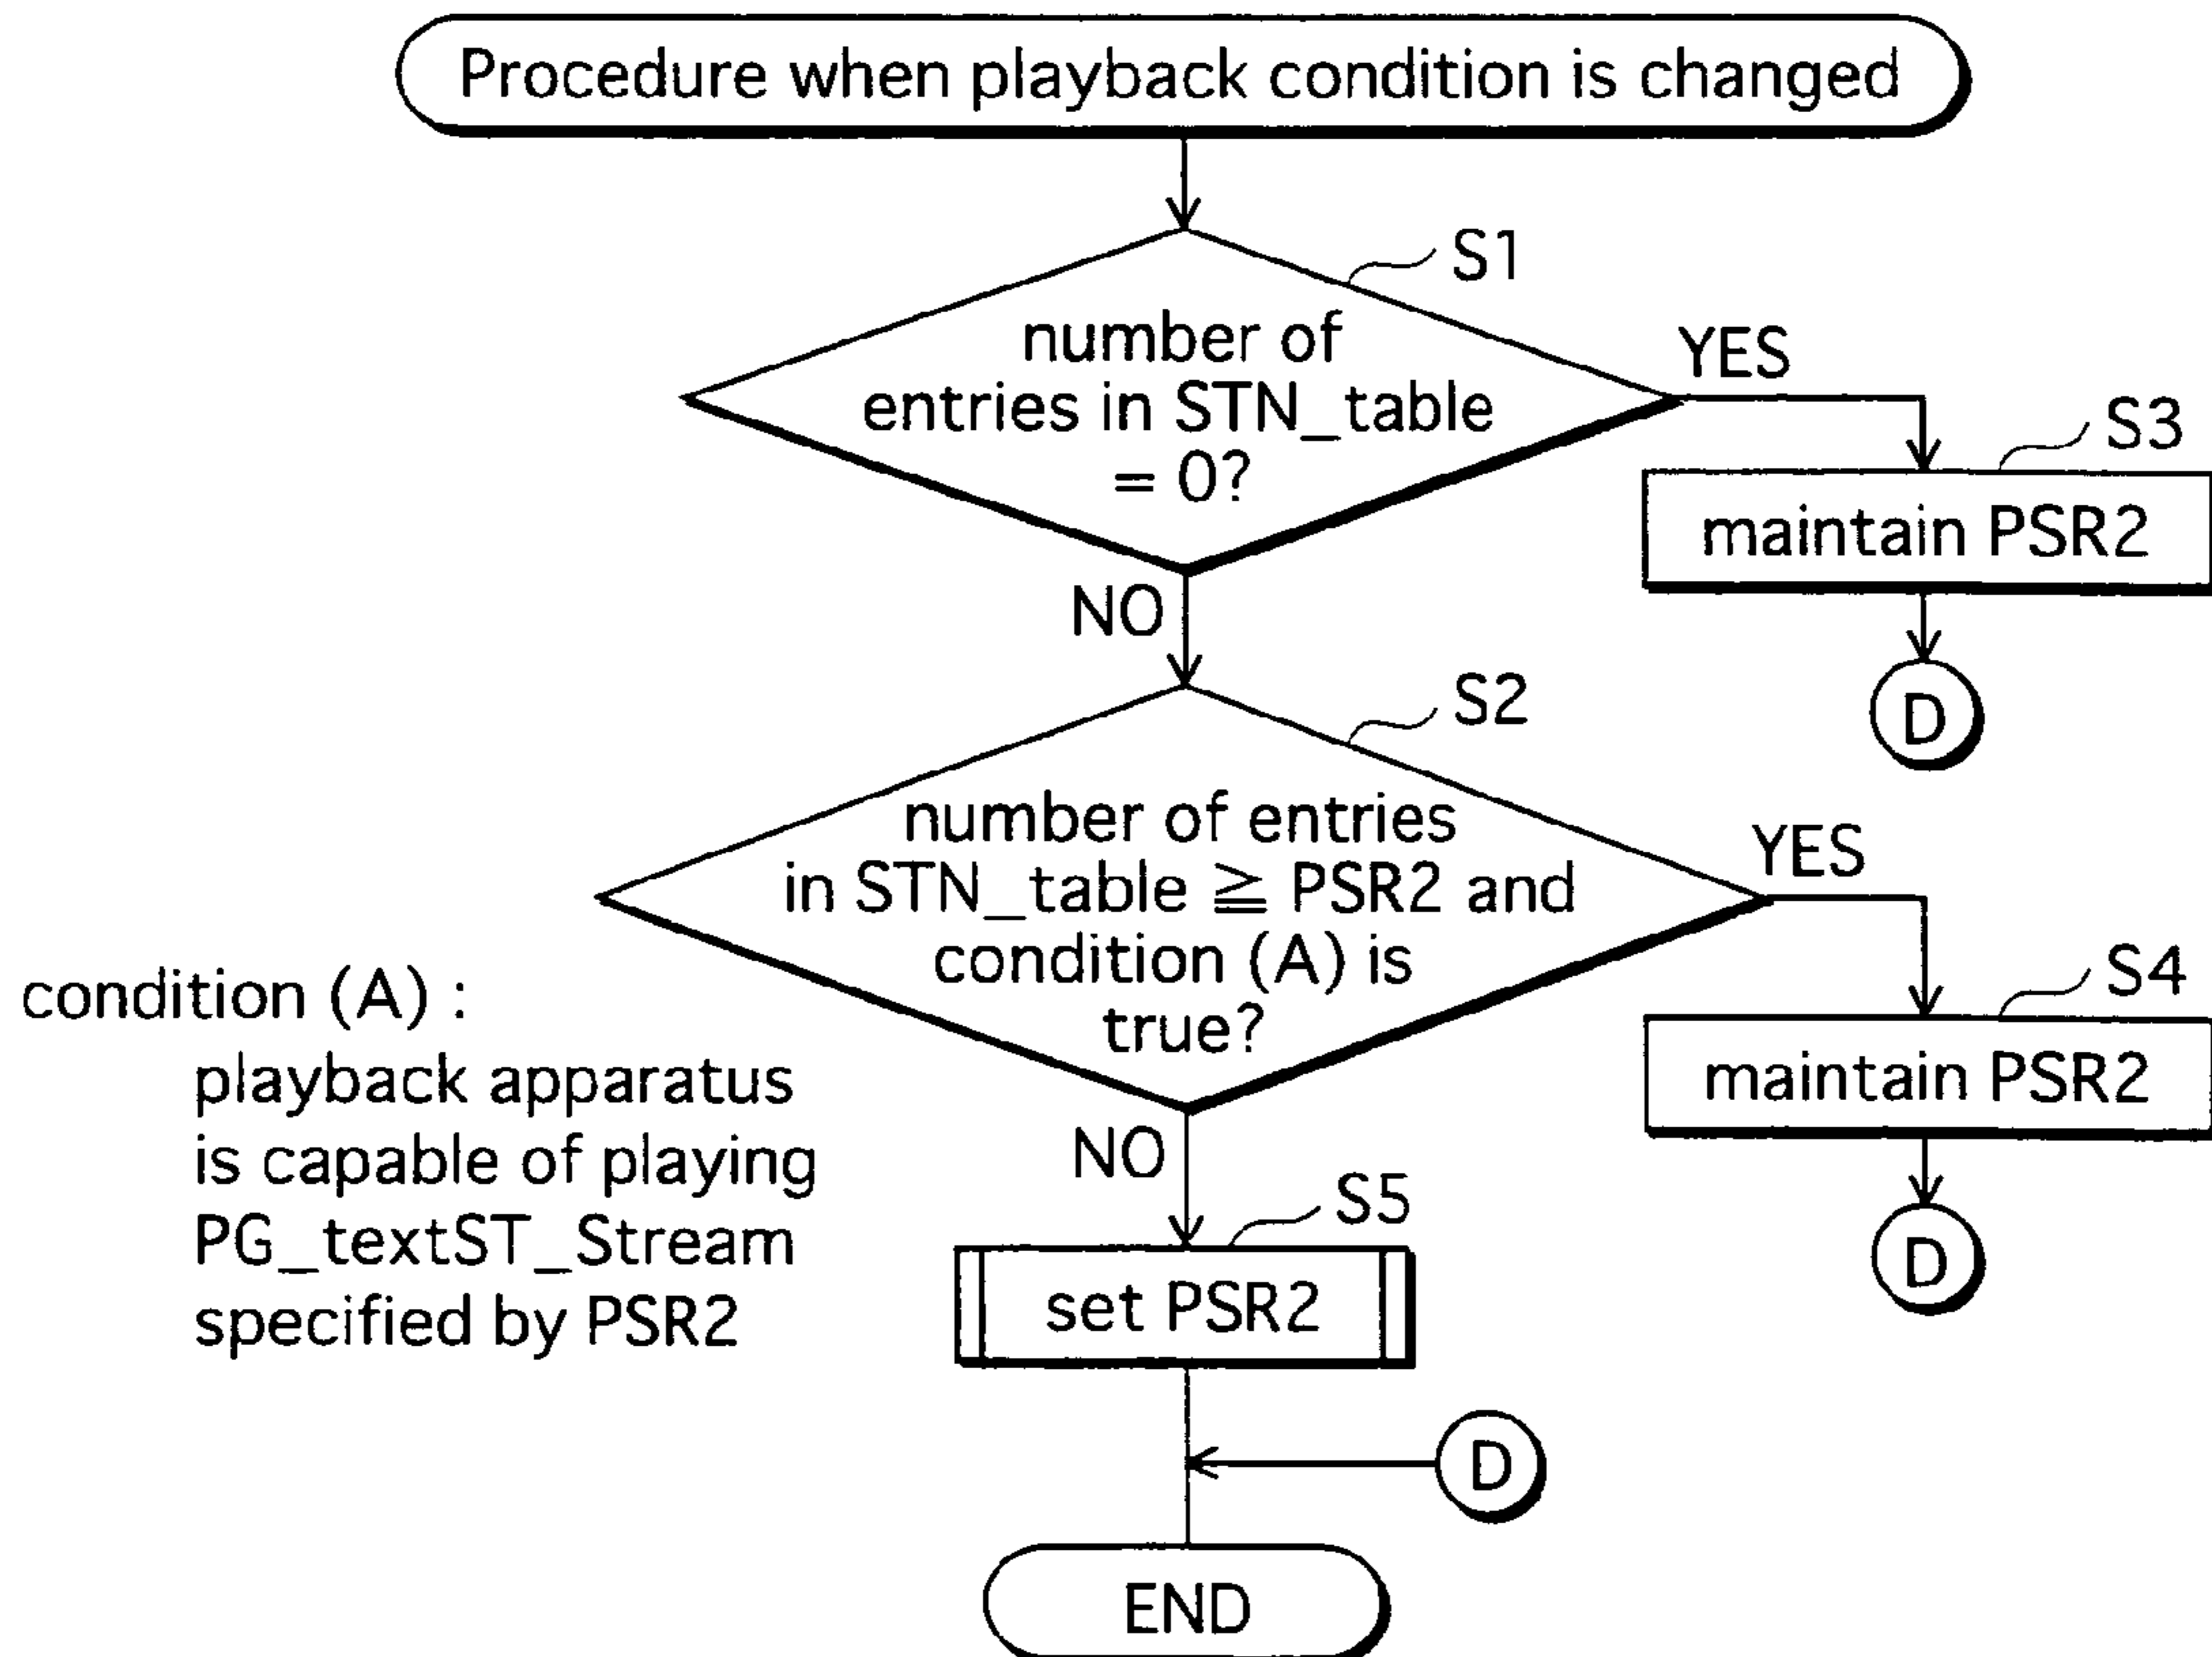 Procedure when playback condition is changed
S1
number of
entries in STN_table
= 0?
YES
S3
maintain PSR2
D
NO
S2
number of entries
in STN_table ≧ PSR2 and
condition (A) is
true?
YES
S4
maintain PSR2
D
condition (A) :
playback apparatus
is capable of playing
PG_textST_Stream
specified by PSR2
NO
S5
set PSR2
D
END